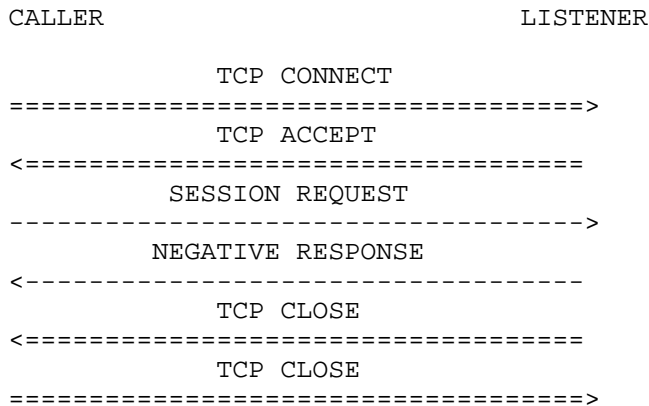 CALLER LISTENER
TCP CONNECT
====================================>
TCP ACCEPT
<===================================
SESSION REQUEST
------------------------------------>
NEGATIVE RESPONSE
<-----------------------------------
TCP CLOSE
<===================================
TCP CLOSE
====================================>